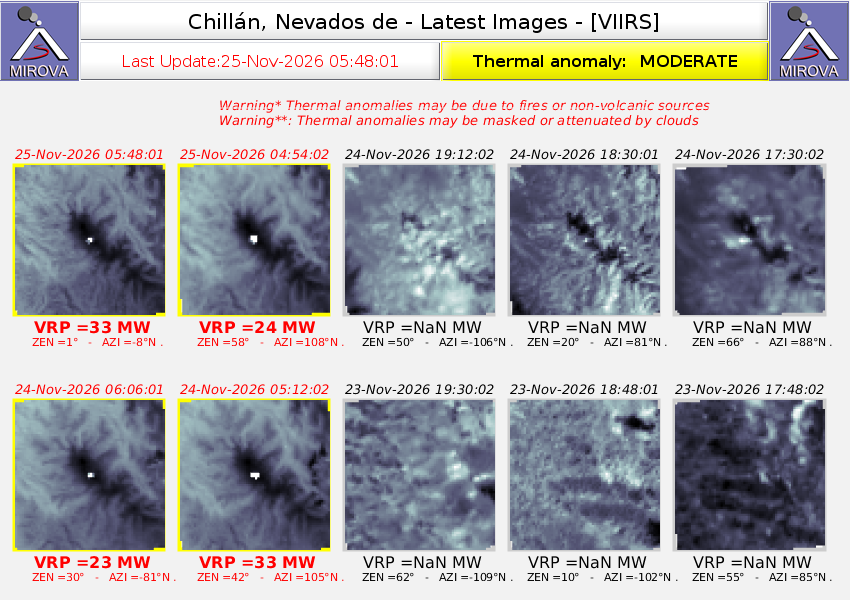 Chillán, Nevados de - Latest Images - [VIIRS]
MIROVA
Last Update:25-Nov-2026 05:48:01
Thermal anomaly: MODERATE
MIROVA
Warning* Thermal anomalies may be due to fires or non-volcanic sources
Warning**: Thermal anomalies may be masked or attenuated by clouds
25-Nov-2026 05:48:01
25-Nov-2026 04:54:02
24-Nov-2026 19:12:02
24-Nov-2026 18:30:01
24-Nov-2026 17:30:02
VRP =33 MW
VRP =24 MW
VRP =NaN MW
VRP =NaN MW
VRP =NaN MW
ZEN =1° - AZI =-8°N .
ZEN =58° - AZI =108°N .
ZEN =50° - AZI =-106°N .
ZEN =20° - AZI =81°N .
ZEN =66° - AZI =88°N .
24-Nov-2026 06:06:01
24-Nov-2026 05:12:02
23-Nov-2026 19:30:02
23-Nov-2026 18:48:01
23-Nov-2026 17:48:02
VRP =23 MW
VRP =33 MW
VRP =NaN MW
VRP =NaN MW
VRP =NaN MW
ZEN =30° - AZI =-81°N .
ZEN =42° - AZI =105°N .
ZEN =62° - AZI =-109°N .
ZEN =10° - AZI =-102°N .
ZEN =55° - AZI =85°N .